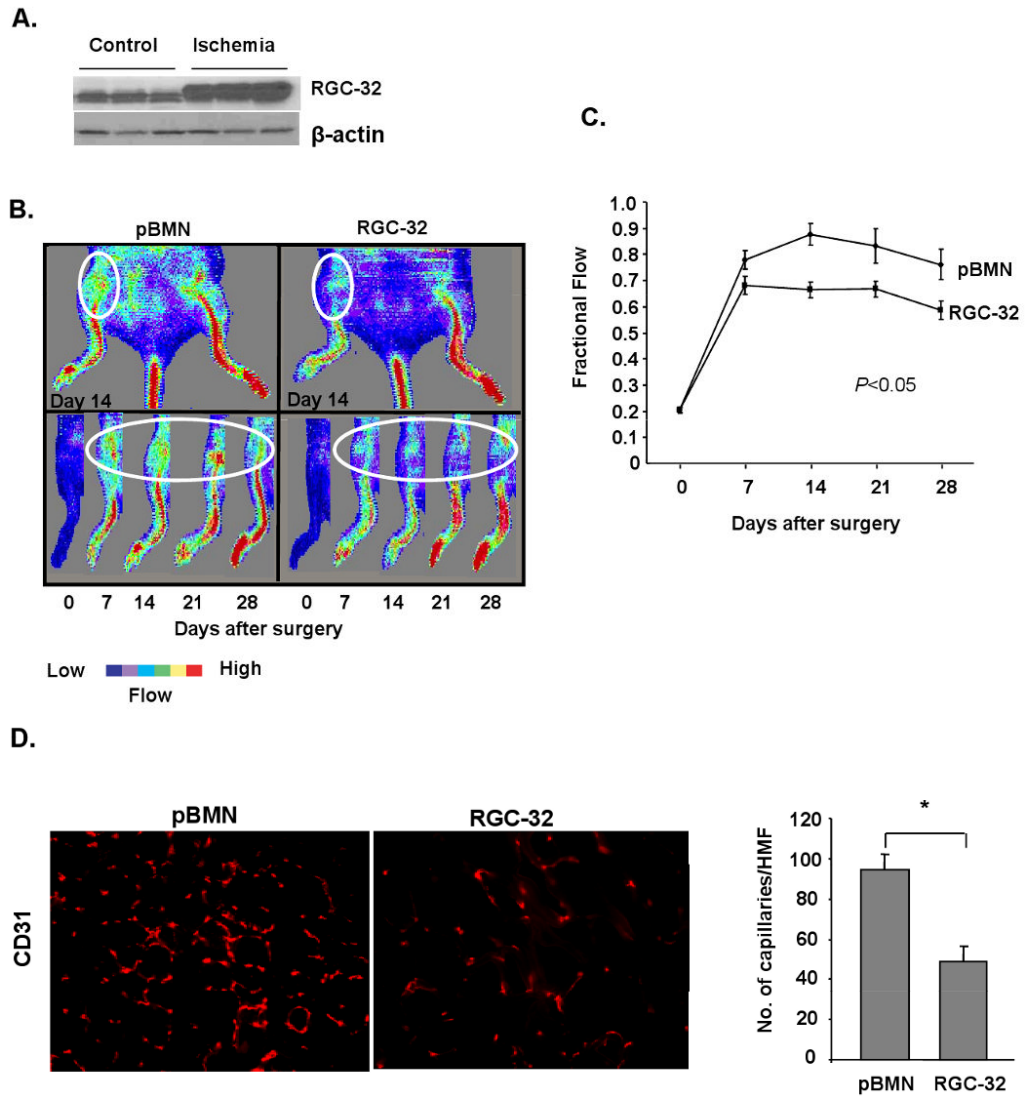 A.
Control Ischemia
RGC-32
β-actin
B.
pBMN RGC-32
Day 14 Day 14
0 7 14 21 28 0 7 14 21 28
Days after surgery
Low High
Flow
C.
Fractional Flow
1.0
0.9
0.8
0.7
0.6
0.5
0.4
0.3
0.2
0.1
0
pBMN
RGC-32
P<0.05
0 7 14 21 28
Days after surgery
D.
pBMN RGC-32
CD31
No. of capillaries/HMF
120
100
80
60
40
20
0
*
pBMN RGC-32